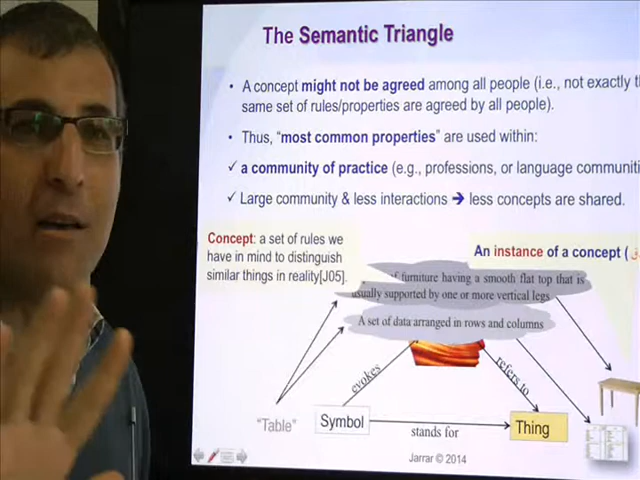 The Semantic Triangle
• A concept might not be agreed among all people (i.e., not exactly
same set of rules/properties are agreed by all people).
• Thus, "most common properties" are used within:
✓ a community of practice (e.g., professions, or language
✓ Large community & less interactions → less concepts are shared.
Concept: a set of rules we
have in mind to distinguish
similar things in reality[J05].
An instance of a concept (
of furniture having a smooth flat top that is
usually supported by one or more vertical legs
A set of data arranged in rows and columns
evokes
refers to
"Table"
Symbol
stands for
Thing
Jarrar © 2014